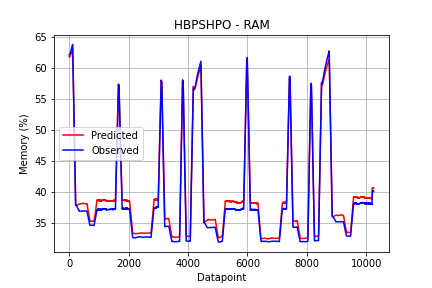 HBPSHPO - RAM
Memory (%)
65
60
55
50
45
40
35
Predicted
Observed
0
2000
4000
6000
8000
10000
Datapoint